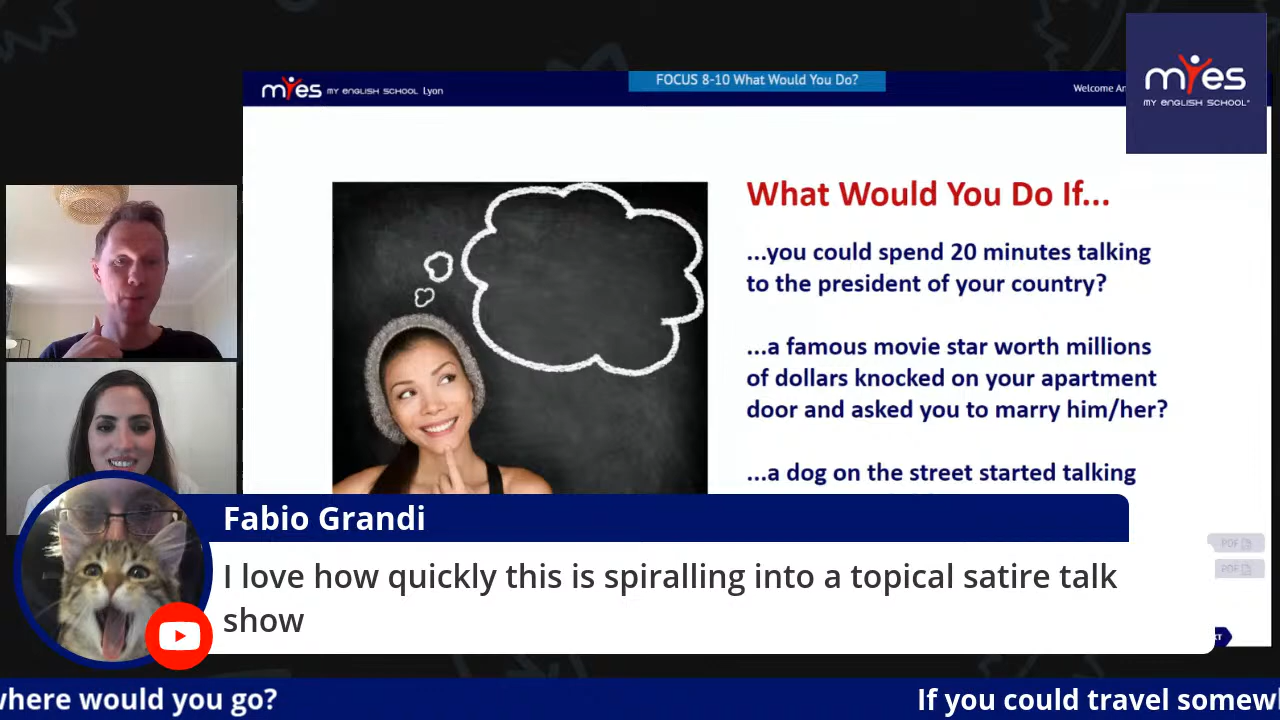 FOCUS 8-10 What Would You Do?
myes MY ENGLISH SCHOOL Lyon
Welcome
myes
MY ENGLISH SCHOOL
What Would You Do If...
...you could spend 20 minutes talking
to the president of your country?
...a famous movie star worth millions
of dollars knocked on your apartment
door and asked you to marry him/her?
...a dog on the street started talking
Fabio Grandi
I love how quickly this is spiralling into a topical satire talk
show
PDF
PDF
where would you go?
If you could travel